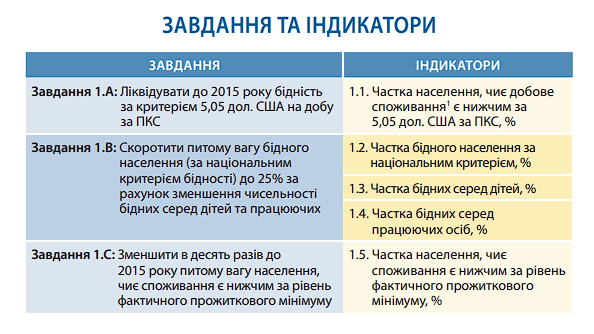 ЗАВДАННЯ ТА ІНДИКАТОРИ
ЗАВДАННЯ
ІНДИКАТОРИ
Завдання 1.А: Ліквідувати до 2015 року бідність
за критерієм 5,05 дол. США на добу
за ПКС
1.1. Частка населення, чиє добове
споживання¹ є нижчим за
5,05 дол. США за ПКС, %
Завдання 1.В: Скоротити питому вагу бідного
населення (за національним
критерієм бідності) до 25% за
рахунок зменшення чисельності
бідних серед дітей та працюючих
1.2. Частка бідного населення за
національним критерієм, %
1.3. Частка бідних серед дітей, %
1.4. Частка бідних серед
працюючих осіб, %
Завдання 1.С: Зменшити в десять разів до
2015 року питому вагу населення,
чиє споживання є нижчим за рівень
фактичного прожиткового мінімуму
1.5. Частка населення, чиє
споживання є нижчим за рівень
фактичного прожиткового
мінімуму, %